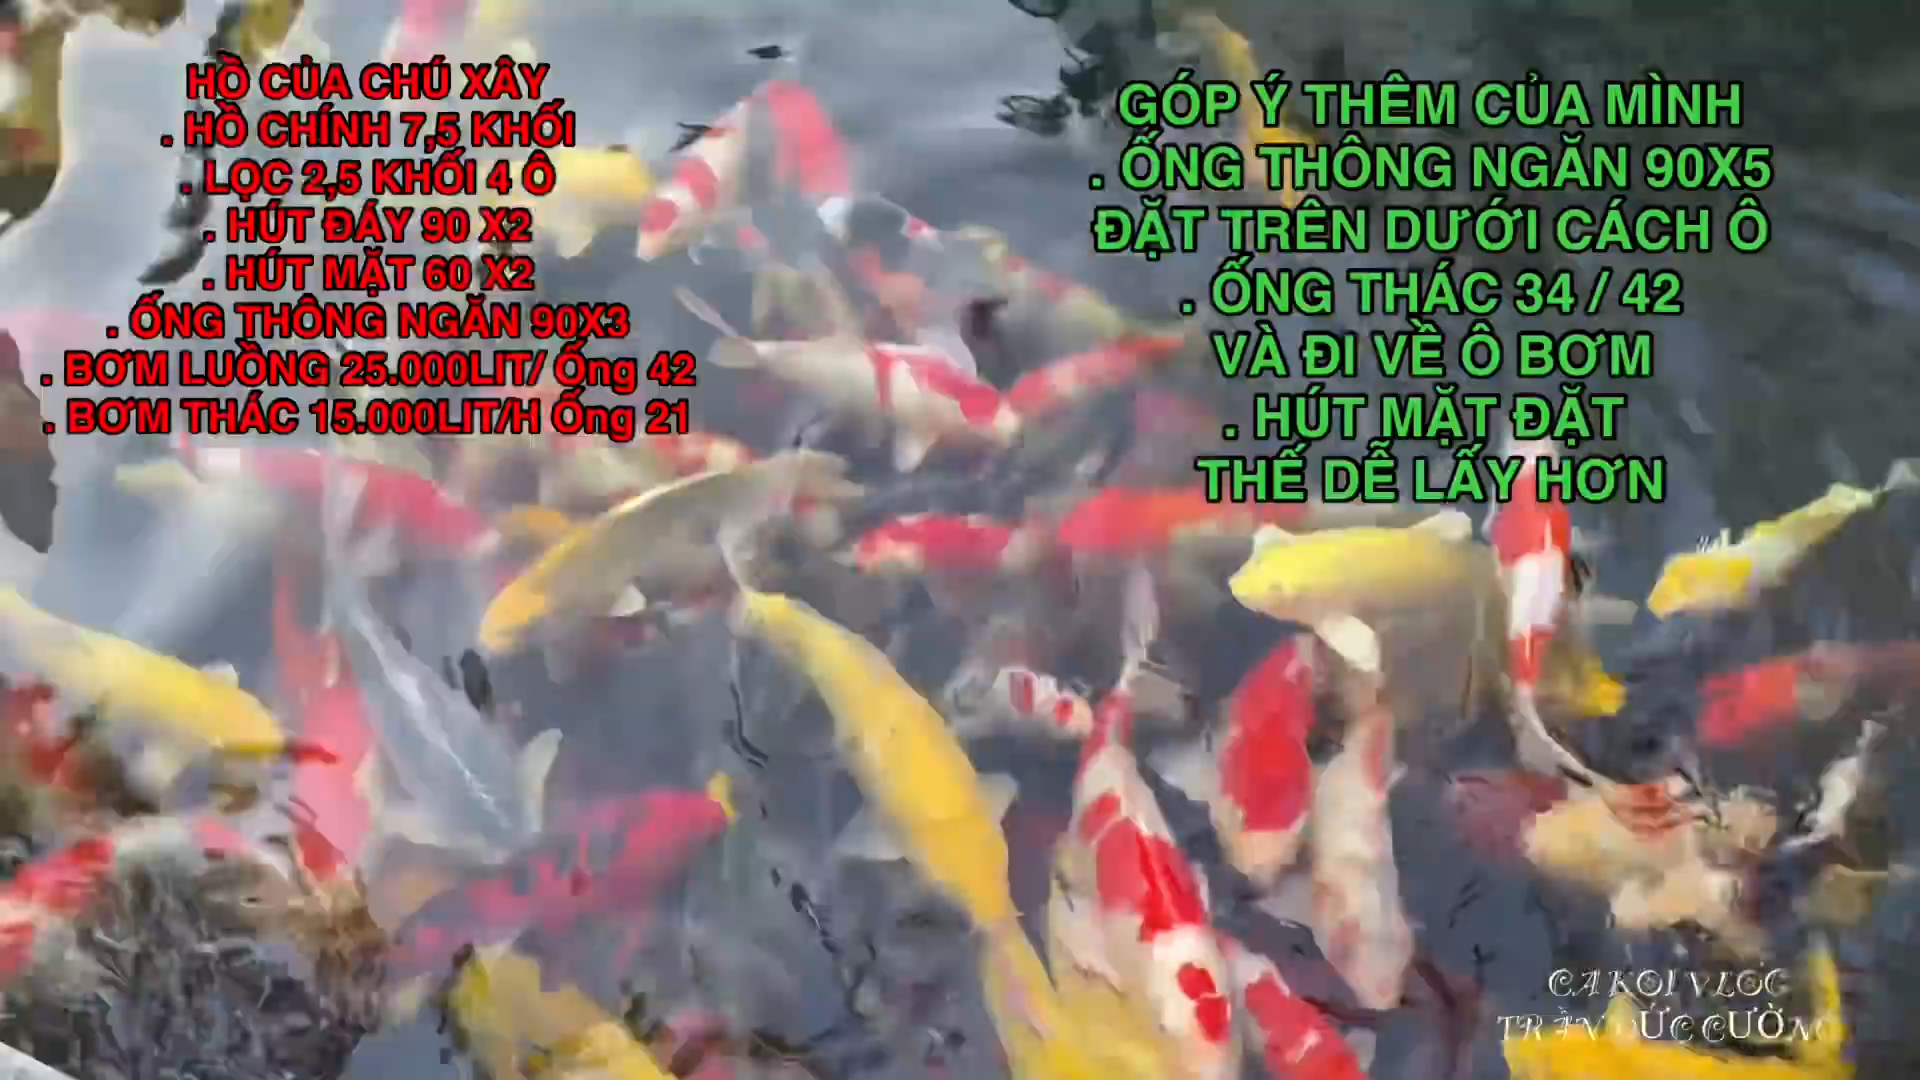 HỒ CỦA CHÚ XÂY
. HỒ CHÍNH 7,5 KHỐI
. LỌC 2,5 KHỐI 4 Ô
. HÚT ĐÁY 90 X2
. HÚT MẶT 60 X2
. ỐNG THÔNG NGĂN 90X3
. BƠM LUỒNG 25.000LIT/ Ống 42
. BƠM THÁC 15.000LIT/H Ống 21
GÓP Ý THÊM CỦA MÌNH
. ỐNG THÔNG NGĂN 90X5
ĐẶT TRÊN DƯỚI CÁCH Ô
. ỐNG THÁC 34 / 42
VÀ ĐI VỀ Ô BƠM
. HÚT MẶT ĐẶT
THẾ DỄ LẤY HƠN
CA KOI VLOG
TRẦN ĐỨC CƯỜNG